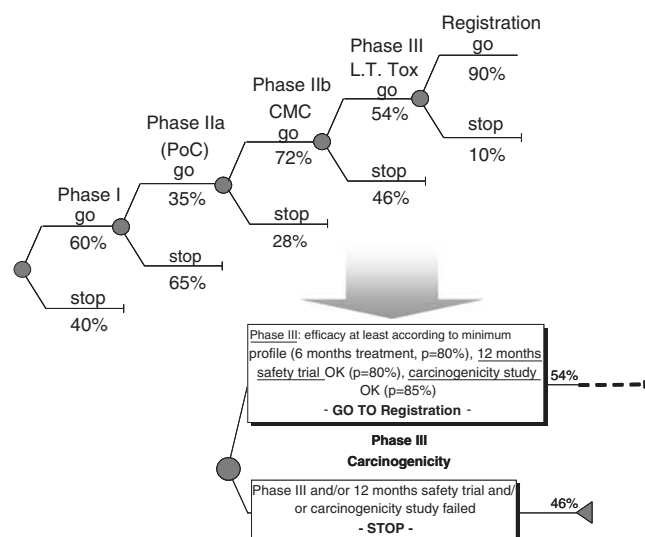 Registration
go
90%
stop
10%
Phase III
L.T. Tox
go
54%
stop
46%
Phase IIb
CMC
go
72%
stop
28%
Phase IIa
(PoC)
go
35%
stop
65%
Phase I
go
60%
stop
40%
Phase III: efficacy at least according to minimum
profile (6 months treatment, p=80%), 12 months
safety trial OK (p=80%), carcinogenicity study
OK (p=85%)
- GO TO Registration -
54%
Phase III
Carcinogenicity
Phase III and/or 12 months safety trial and/
or carcinogenicity study failed
- STOP -
46%